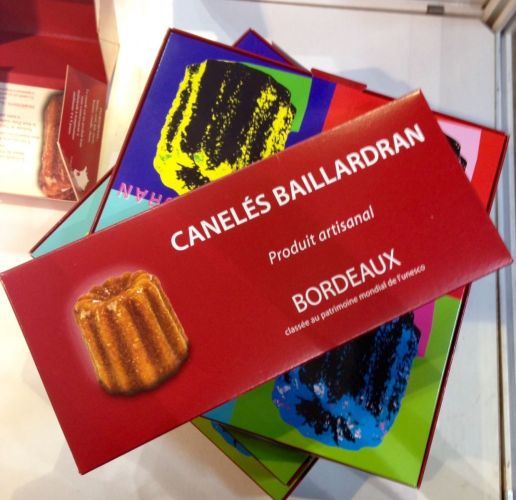 CANELÉS BAILLARDRAN
Produit artisanal
BORDEAUX
classée au patrimoine mondial de l'unesco